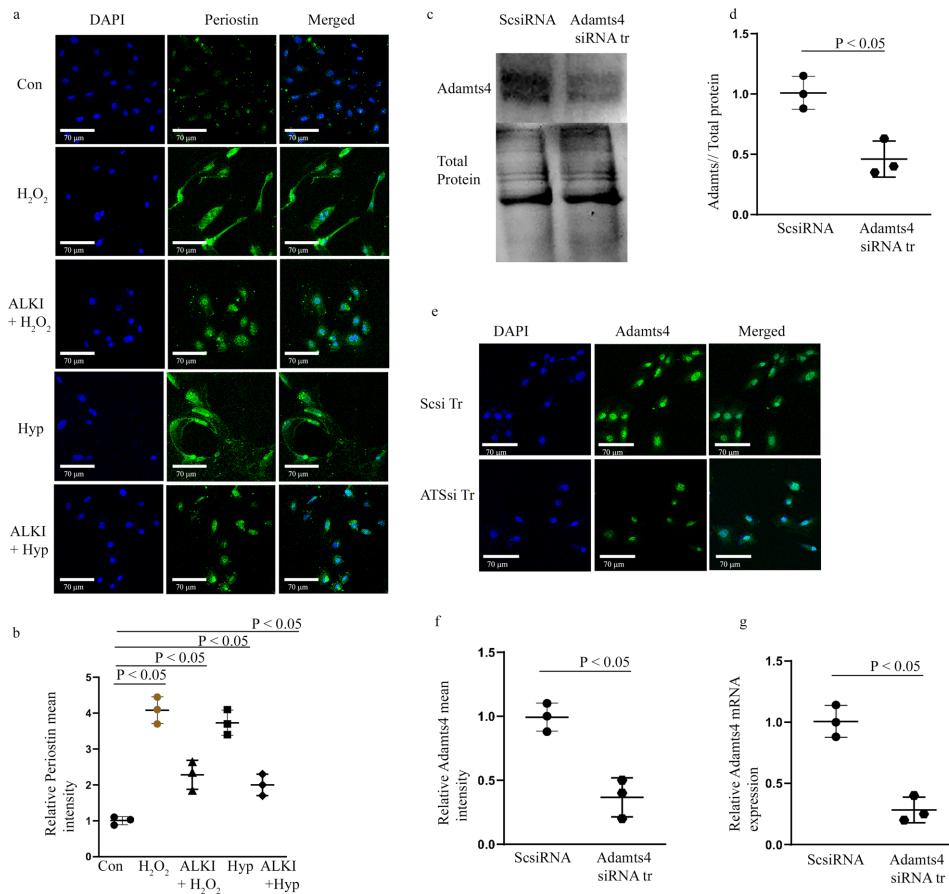 a
DAPI Periostin Merged
Con
70 μm 70 μm 70 μm
H₂O₂
70 μm 70 μm 70 μm
ALKI
+ H₂O₂
70 μm 70 μm 70 μm
Hyp
70 μm 70 μm 70 μm
ALKI
+ Hyp
70 μm 70 μm 70 μm
b
P < 0.05
P < 0.05
P < 0.05
P < 0.05
Relative Periostin mean
intensity
5
4
3
2
1
0
Con H₂O₂ ALKI Hyp ALKI
+ H₂O₂ +Hyp
c
ScsiRNA Adamts4
siRNA tr
Adamts4
Total
Protein
d
P < 0.05
Adamts// Total protein
1.5
1.0
0.5
0.0
ScsiRNA Adamts4
siRNA tr
e
DAPI Adamts4 Merged
Scsi Tr
70 μm 70 μm 70 μm
ATSsi Tr
70 μm 70 μm 70 μm
f
P < 0.05
Relative Adamts4 mean
intensity
1.5
1.0
0.5
0.0
ScsiRNA Adamts4
siRNA tr
g
P < 0.05
Relative Adamts4 mRNA
expression
1.5
1.0
0.5
0.0
ScsiRNA Adamts4
siRNA tr